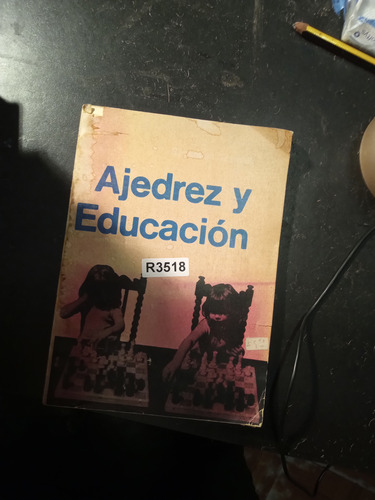 Ajedrez y
Educación
R3518